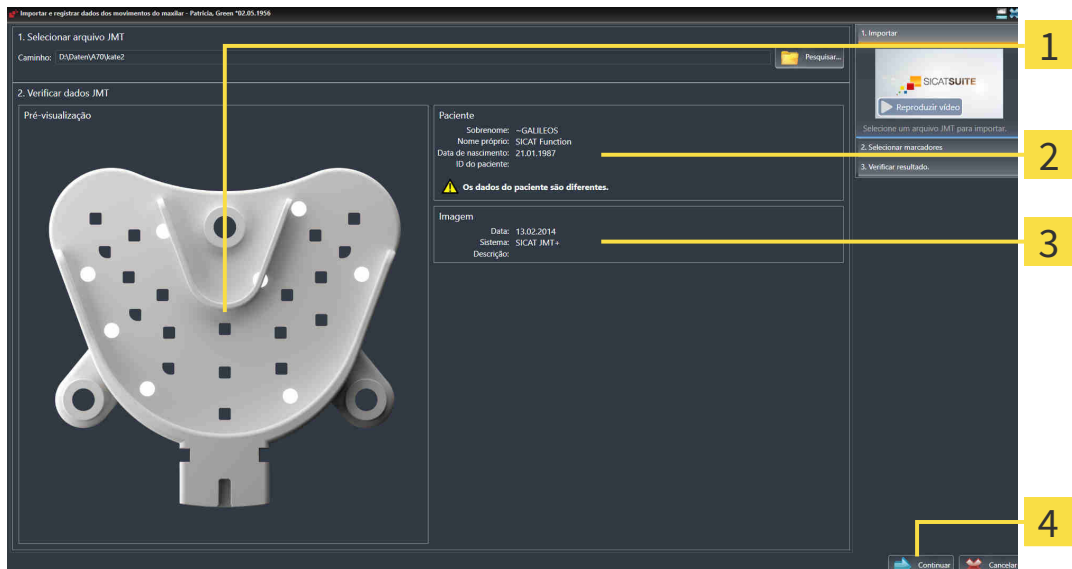 Importar e registrar dados dos movimentos do maxilar - Patricia, Green *02.05.1956
1. Selecionar arquivo JMT
Caminho: D:\Daten\A70\kate2
Pesquisar...
2. Verificar dados JMT
Pré-visualização
Paciente
Sobrenome: ~GALILEOS
Nome próprio: SICAT Function
Data de nascimento: 21.01.1987
ID do paciente:
Os dados do paciente são diferentes.
Imagem
Data: 13.02.2014
Sistema: SICAT JMT+
Descrição:
1. Importar
SICATSUITE
Reproduzir vídeo
Selecione um arquivo JMT para importar.
2. Selecionar marcadores
3. Verificar resultado.
1
2
3
4
Continuar
Cancelar